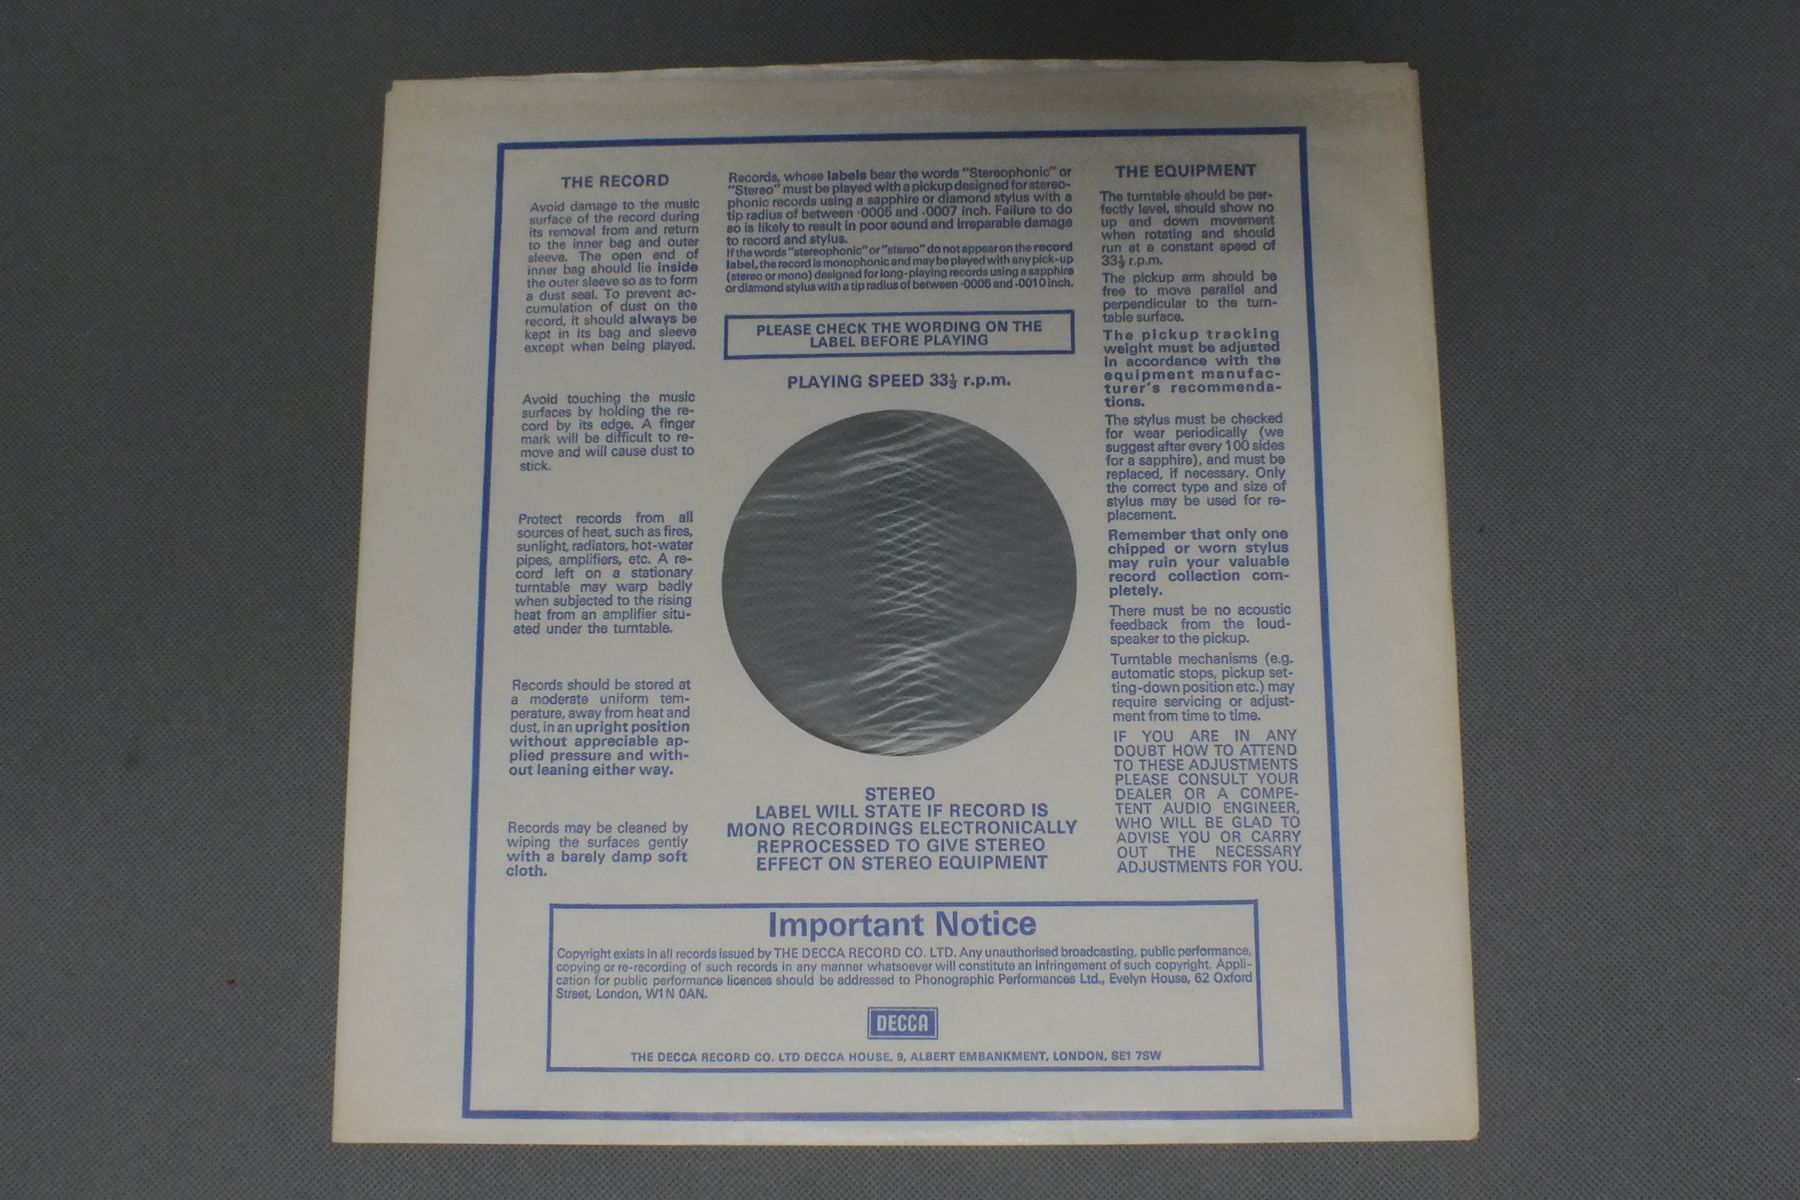 THE RECORD
Avoid damage to the music
surface of the record during
its removal from and return
to the inner bag and outer
sleeve. The open end of
inner bag should lie inside
the outer sleeve so as to form
a dust seal. To prevent ac-
cumulation of dust on the
record, it should always be
kept in its bag and sleeve
except when being played.
Avoid touching the music
surfaces by holding the re-
cord by its edge. A finger
mark will be difficult to re-
move and will cause dust to
stick.
Protect records from all
sources of heat, such as fires,
sunlight, radiators, hot-water
pipes, amplifiers, etc. A re-
cord left on a stationary
turntable may warp badly
when subjected to the rising
heat from an amplifier situ-
ated under the turntable.
Records should be stored at
a moderate uniform tem-
perature, away from heat and
dust, in an upright position
without appreciable ap-
plied pressure and with-
out leaning either way.
Records may be cleaned by
wiping the surfaces gently
with a barely damp soft
cloth.
Records, whose labels bear the words "Stereophonic" or
"Stereo" must be played with a pickup designed for stereo-
phonic records using a sapphire or diamond stylus with a
tip radius of between ·0005 and ·0007 inch. Failure to do
so is likely to result in poor sound and irreparable damage
to record and stylus.
If the words "stereophonic" or "stereo" do not appear on the record
label, the record is monophonic and may be played with any pick-up
(stereo or mono) designed for long-playing records using a sapphire
or diamond stylus with a tip radius of between ·0005 and ·0010 inch.
PLEASE CHECK THE WORDING ON THE
LABEL BEFORE PLAYING
PLAYING SPEED 33⅓ r.p.m.
STEREO
LABEL WILL STATE IF RECORD IS
MONO RECORDINGS ELECTRONICALLY
REPROCESSED TO GIVE STEREO
EFFECT ON STEREO EQUIPMENT
THE EQUIPMENT
The turntable should be per-
fectly level, should show no
up and down movement
when rotating and should
run at a constant speed of
33⅓ r.p.m.
The pickup arm should be
free to move parallel and
perpendicular to the turn-
table surface.
The pickup tracking
weight must be adjusted
in accordance with the
equipment manufac-
turer's recommenda-
tions.
The stylus must be checked
for wear periodically (we
suggest after every 100 sides
for a sapphire), and must be
replaced, if necessary. Only
the correct type and size of
stylus may be used for re-
placement.
Remember that only one
chipped or worn stylus
may ruin your valuable
record collection com-
pletely.
There must be no acoustic
feedback from the loud-
speaker to the pickup.
Turntable mechanisms (e.g.
automatic stops, pickup set-
ting-down position etc.) may
require servicing or adjust-
ment from time to time.
IF YOU ARE IN ANY
DOUBT HOW TO ATTEND
TO THESE ADJUSTMENTS
PLEASE CONSULT YOUR
DEALER OR A COMPE-
TENT AUDIO ENGINEER,
WHO WILL BE GLAD TO
ADVISE YOU OR CARRY
OUT THE NECESSARY
ADJUSTMENTS FOR YOU.
Important Notice
Copyright exists in all records issued by THE DECCA RECORD CO. LTD. Any unauthorised broadcasting, public performance,
copying or re-recording of such records in any manner whatsoever will constitute an infringement of such copyright. Appli-
cation for public performance licences should be addressed to Phonographic Performances Ltd., Evelyn House, 62 Oxford
Street, London, W1N 0AN.
DECCA
THE DECCA RECORD CO. LTD DECCA HOUSE, 9, ALBERT EMBANKMENT, LONDON, SE1 7SW